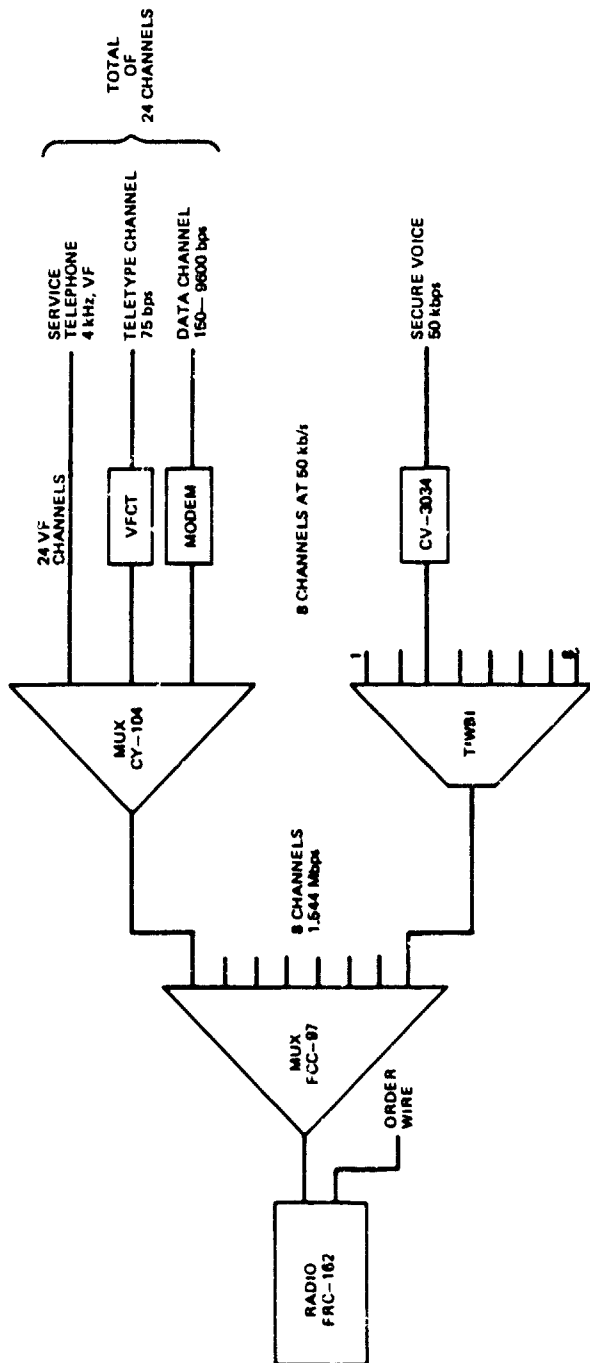 TOTAL
OF
24 CHANNELS
SERVICE
TELEPHONE
4 kHz, VF
TELETYPE CHANNEL
75 bps
DATA CHANNEL
150—9600 bps
24 VF
CHANNELS
VFCT
MODEM
MUX
CY-104
8 CHANNELS AT 50 kb/s
SECURE VOICE
50 kbps
CV-3034
1
8
T1WB1
8 CHANNELS
1.544 Mbps
MUX
FCC-97
ORDER
WIRE
RADIO
FRC-162